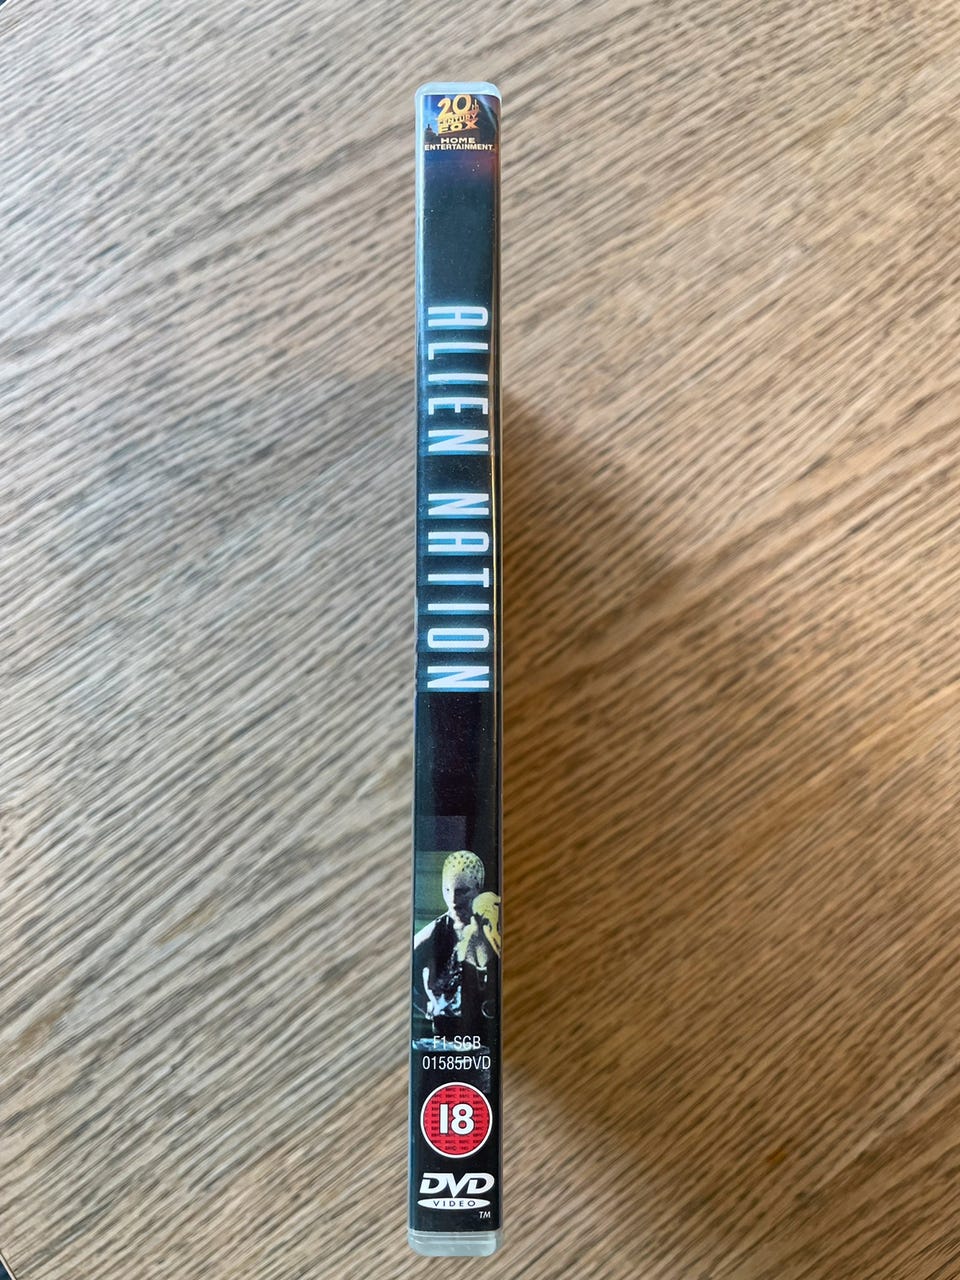 20th
CENTURY
FOX
HOME
ENTERTAINMENT
ALIEN NATION
F1-SGB
01585DVD
18
DVD
VIDEO
TM